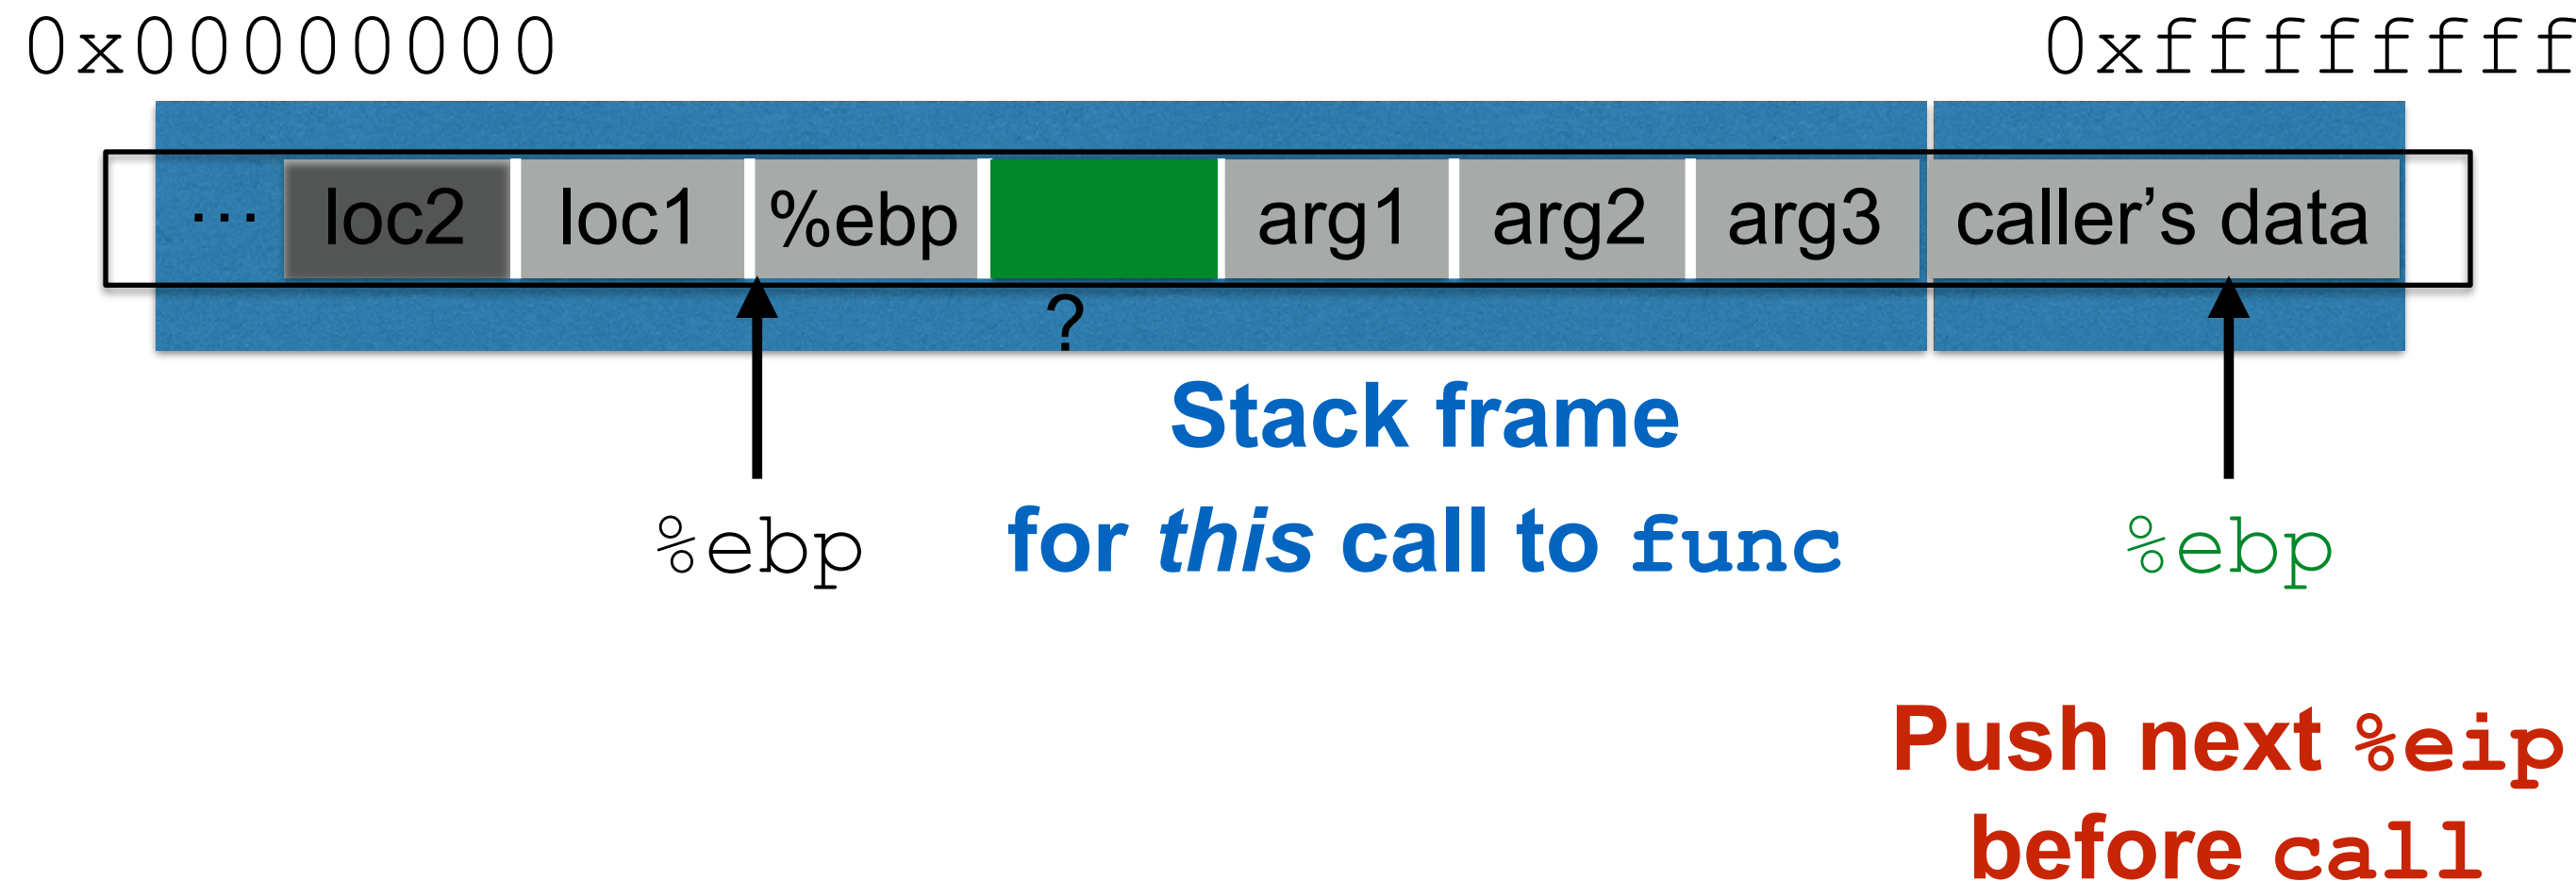 0x00000000 0xffffffff
... loc2 loc1 %ebp arg1 arg2 arg3 caller’s data
?
Stack frame
for this call to func
%ebp
%ebp
Push next %eip
before call